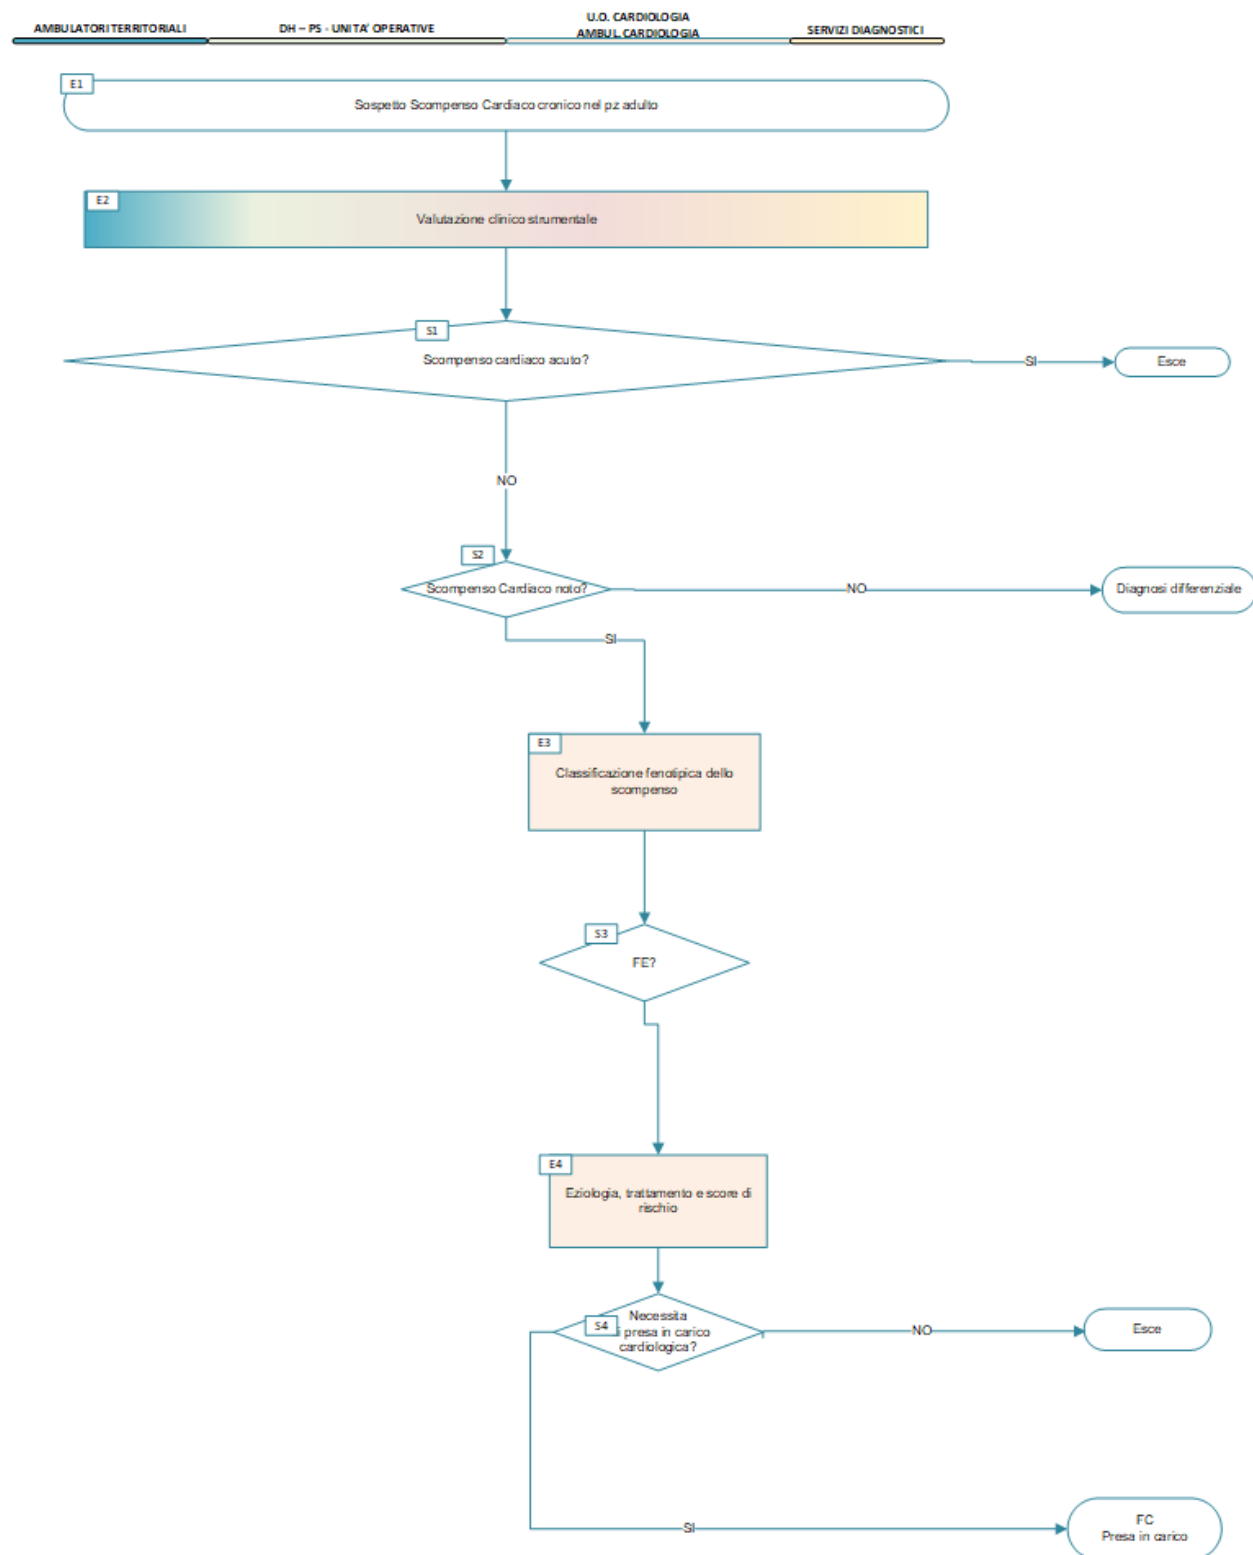 AMBULATORI TERRITORIALI
DH – PS - UNITA' OPERATIVE
U.O. CARDIOLOGIA
AMBUL. CARDIOLOGIA
SERVIZI DIAGNOSTICI
E1
Sospetto Scompenso Cardiaco cronico nel pz adulto
E2
Valutazione clinico strumentale
S1
Scompenso cardiaco acuto?
SI
Esce
NO
S2
Scompenso Cardiaco noto?
NO
Diagnosi differenziale
SI
E3
Classificazione fenotipica dello
scompenso
S3
FE?
E4
Eziologia, trattamento e score di
rischio
Necessita
S4
i presa in carico
cardiologica?
NO
Esce
SI
FC
Presa in carico